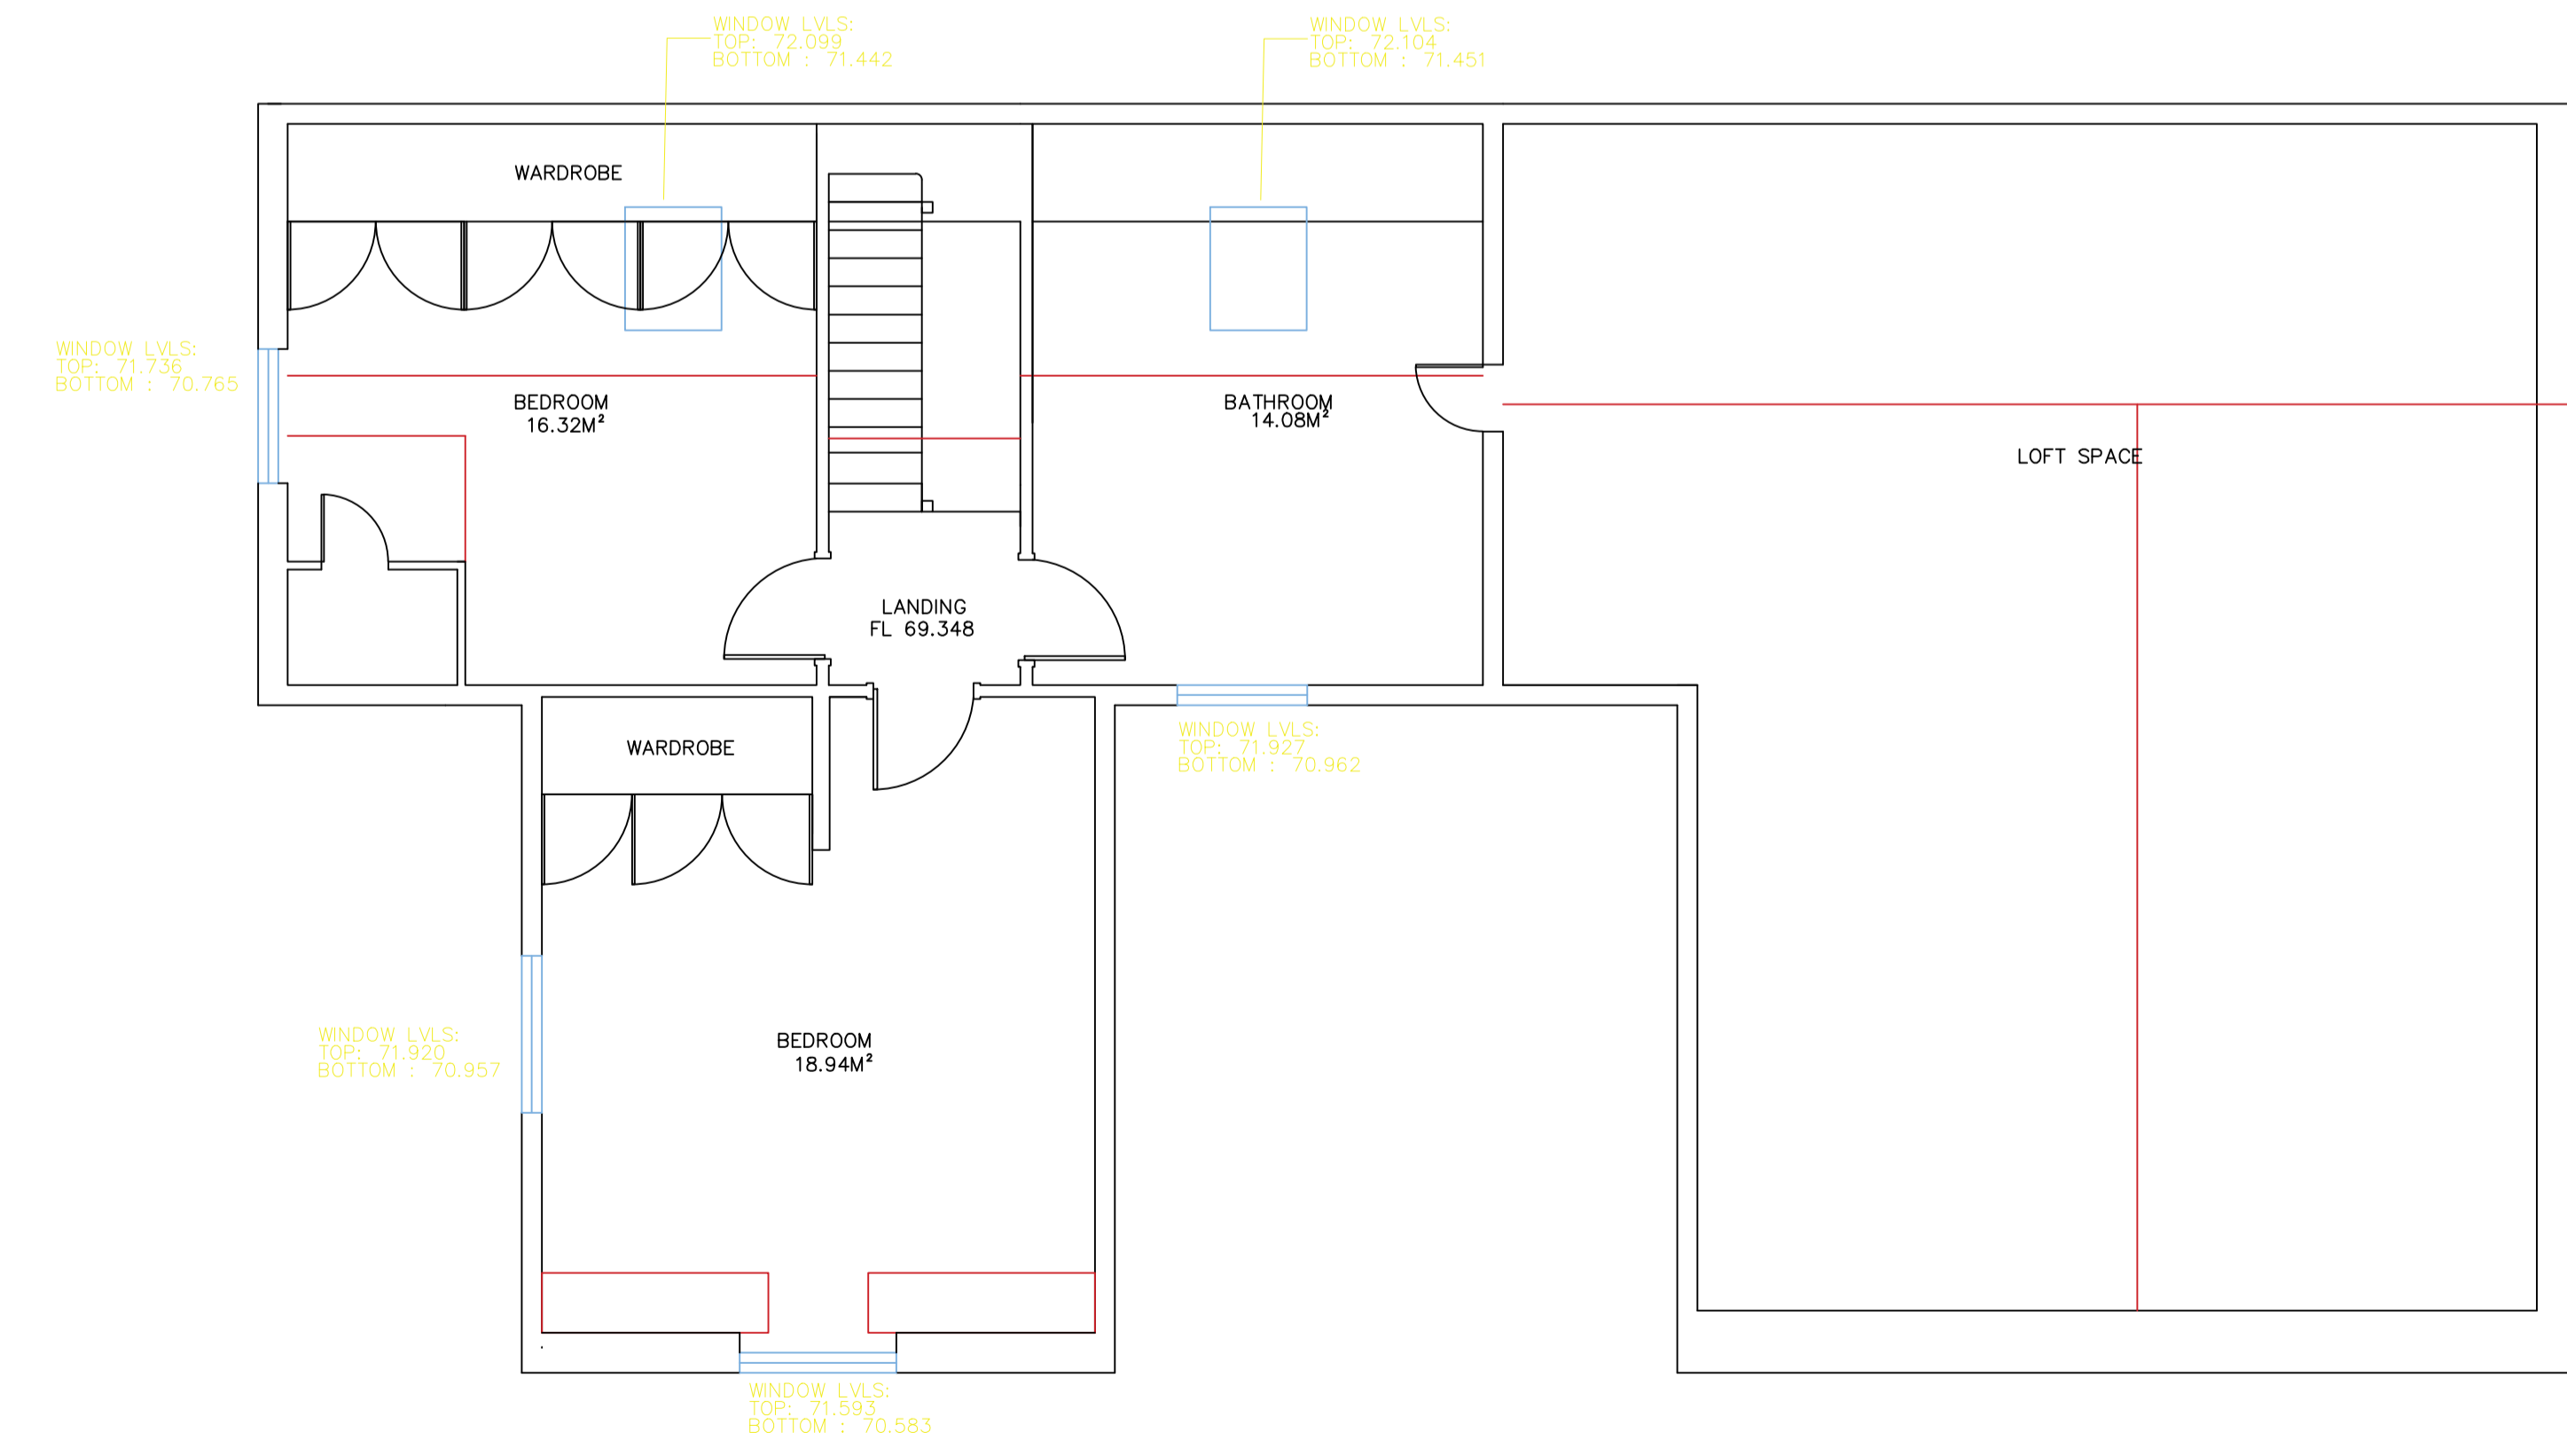 WINDOW LVLS:
TOP: 72.099
BOTTOM : 71.442
WINDOW LVLS:
TOP: 72.104
BOTTOM : 71.451
WARDROBE
WINDOW LVLS:
TOP: 71.736
BOTTOM : 70.765
BEDROOM
16.32M²
BATHROOM
14.08M²
LOFT SPACE
LANDING
FL 69.348
WARDROBE
WINDOW LVLS:
TOP: 71.927
BOTTOM : 70.962
WINDOW LVLS:
TOP: 71.920
BOTTOM : 70.957
BEDROOM
18.94M²
WINDOW LVLS:
TOP: 71.593
BOTTOM : 70.583